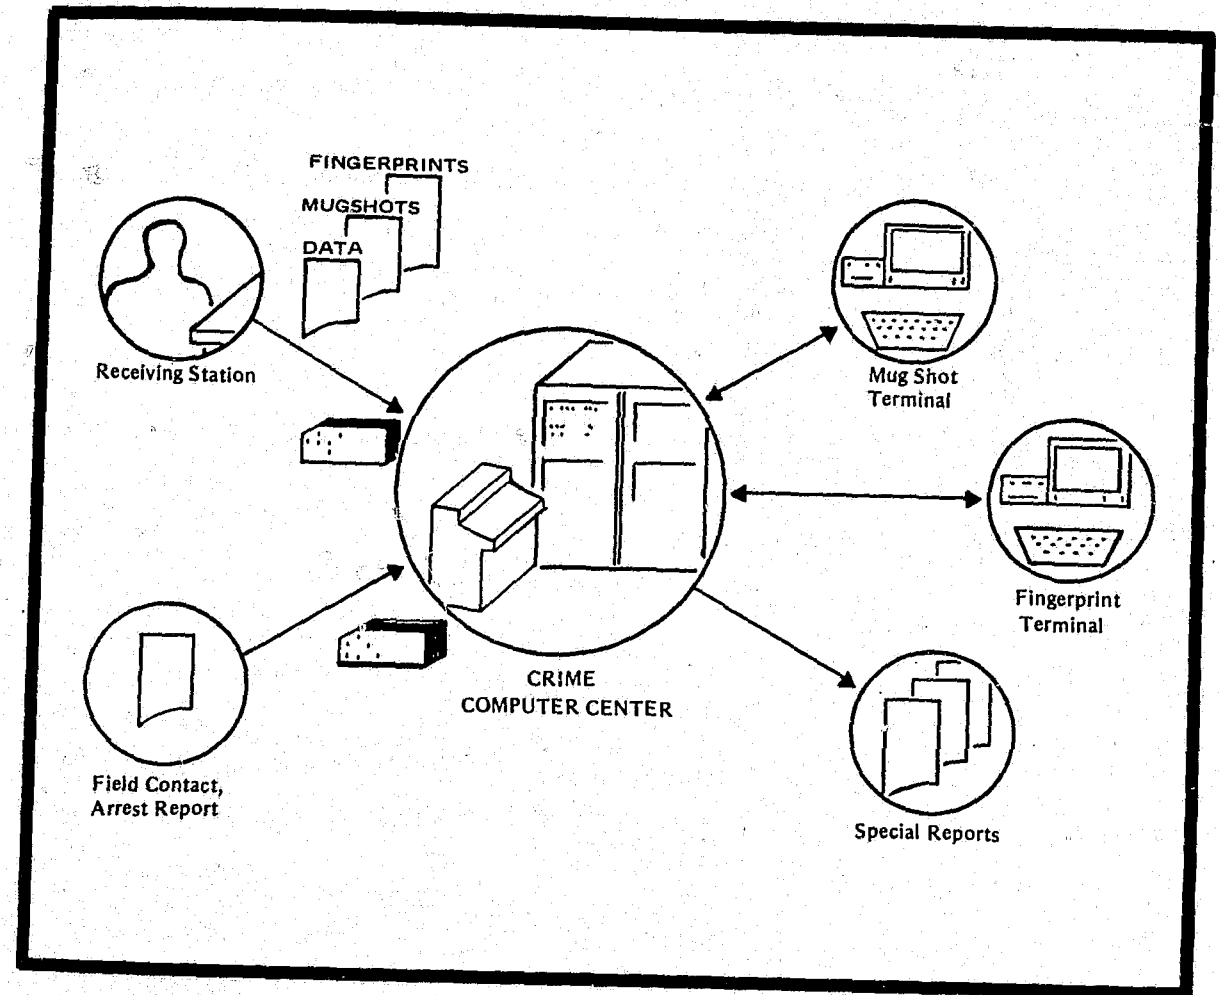 FINGERPRINTS
MUGSHOTS
DATA
Receiving Station
Mug Shot
Terminal
Fingerprint
Terminal
CRIME
COMPUTER CENTER
Field Contact,
Arrest Report
Special Reports